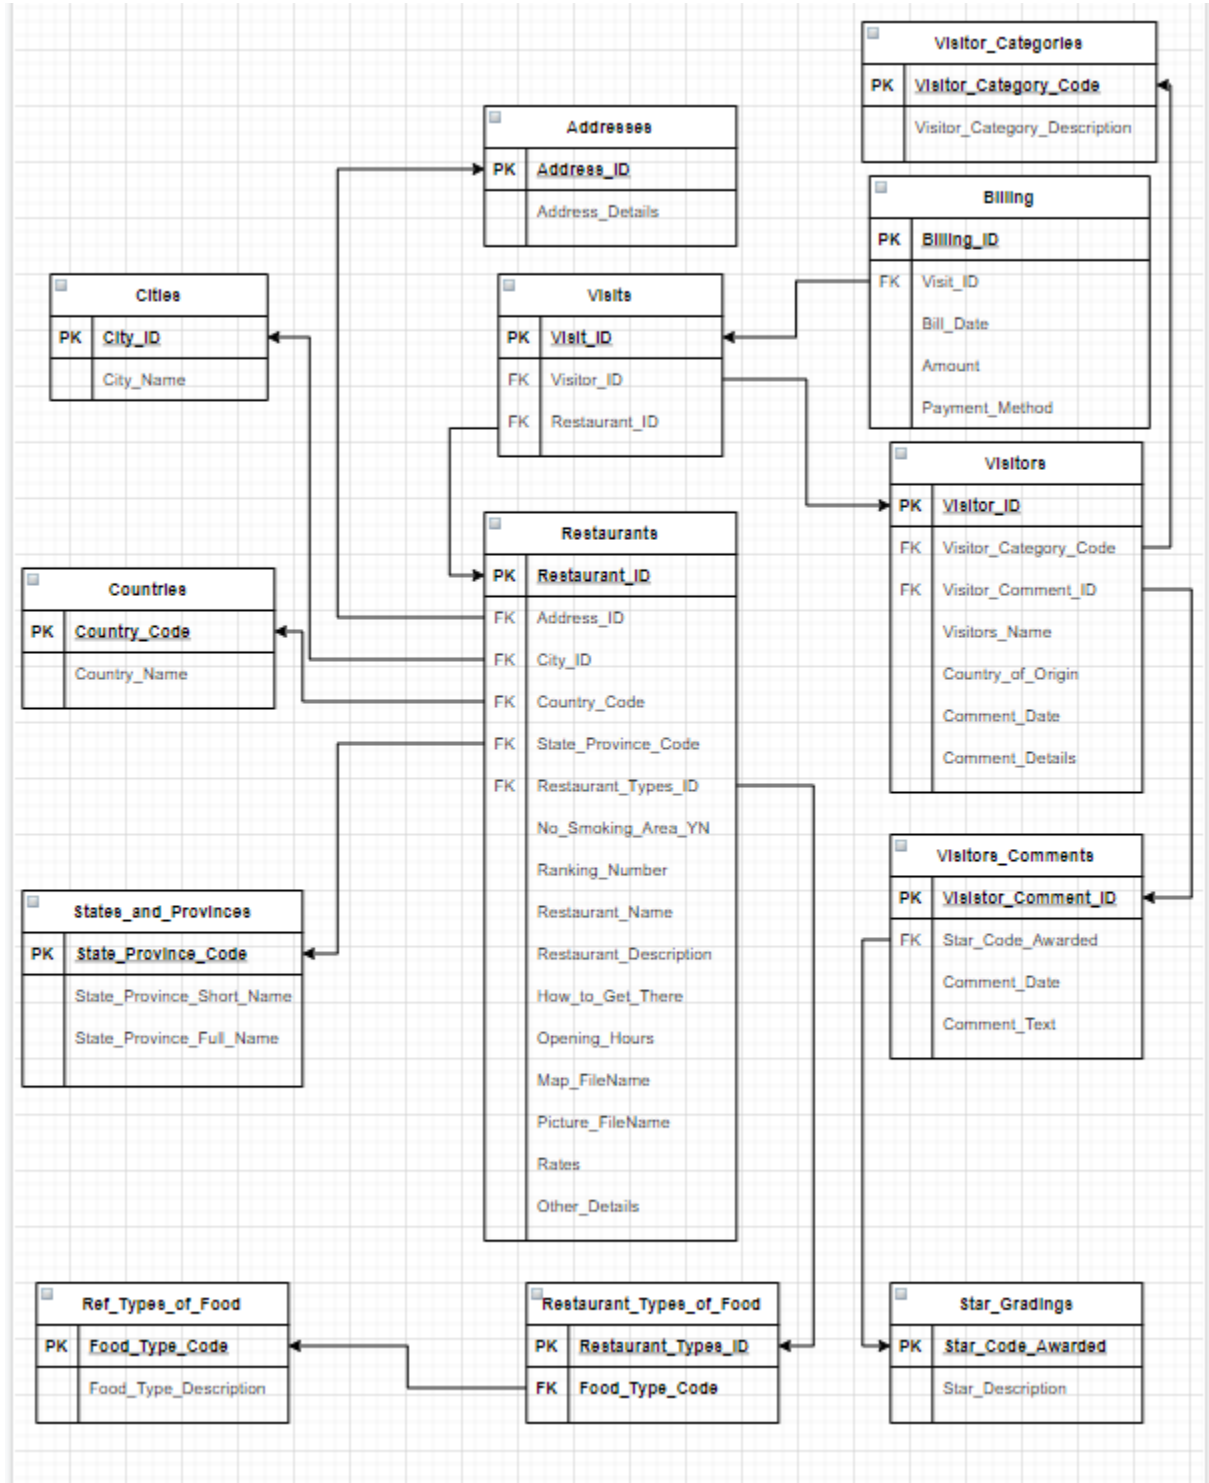 Visitor_Categories
PK Visitor_Category_Code
Visitor_Category_Description
Addresses
PK Address_ID
Address_Details
Billing
PK Billing_ID
FK Visit_ID
Bill_Date
Amount
Payment_Method
Cities
PK City_ID
City_Name
Visits
PK Visit_ID
FK Visitor_ID
FK Restaurant_ID
Visitors
PK Visitor_ID
FK Visitor_Category_Code
FK Visitor_Comment_ID
Visitors_Name
Country_of_Origin
Comment_Date
Comment_Details
Countries
PK Country_Code
Country_Name
Restaurants
PK Restaurant_ID
FK Address_ID
FK City_ID
FK Country_Code
FK State_Province_Code
FK Restaurant_Types_ID
No_Smoking_Area_YN
Ranking_Number
Restaurant_Name
Restaurant_Description
How_to_Get_There
Opening_Hours
Map_FileName
Picture_FileName
Rates
Other_Details
Visitors_Comments
PK Visistor_Comment_ID
FK Star_Code_Awarded
Comment_Date
Comment_Text
States_and_Provinces
PK State_Province_Code
State_Province_Short_Name
State_Province_Full_Name
Ref_Types_of_Food
PK Food_Type_Code
Food_Type_Description
Restaurant_Types_of_Food
PK Restaurant_Types_ID
FK Food_Type_Code
Star_Gradings
PK Star_Code_Awarded
Star_Description